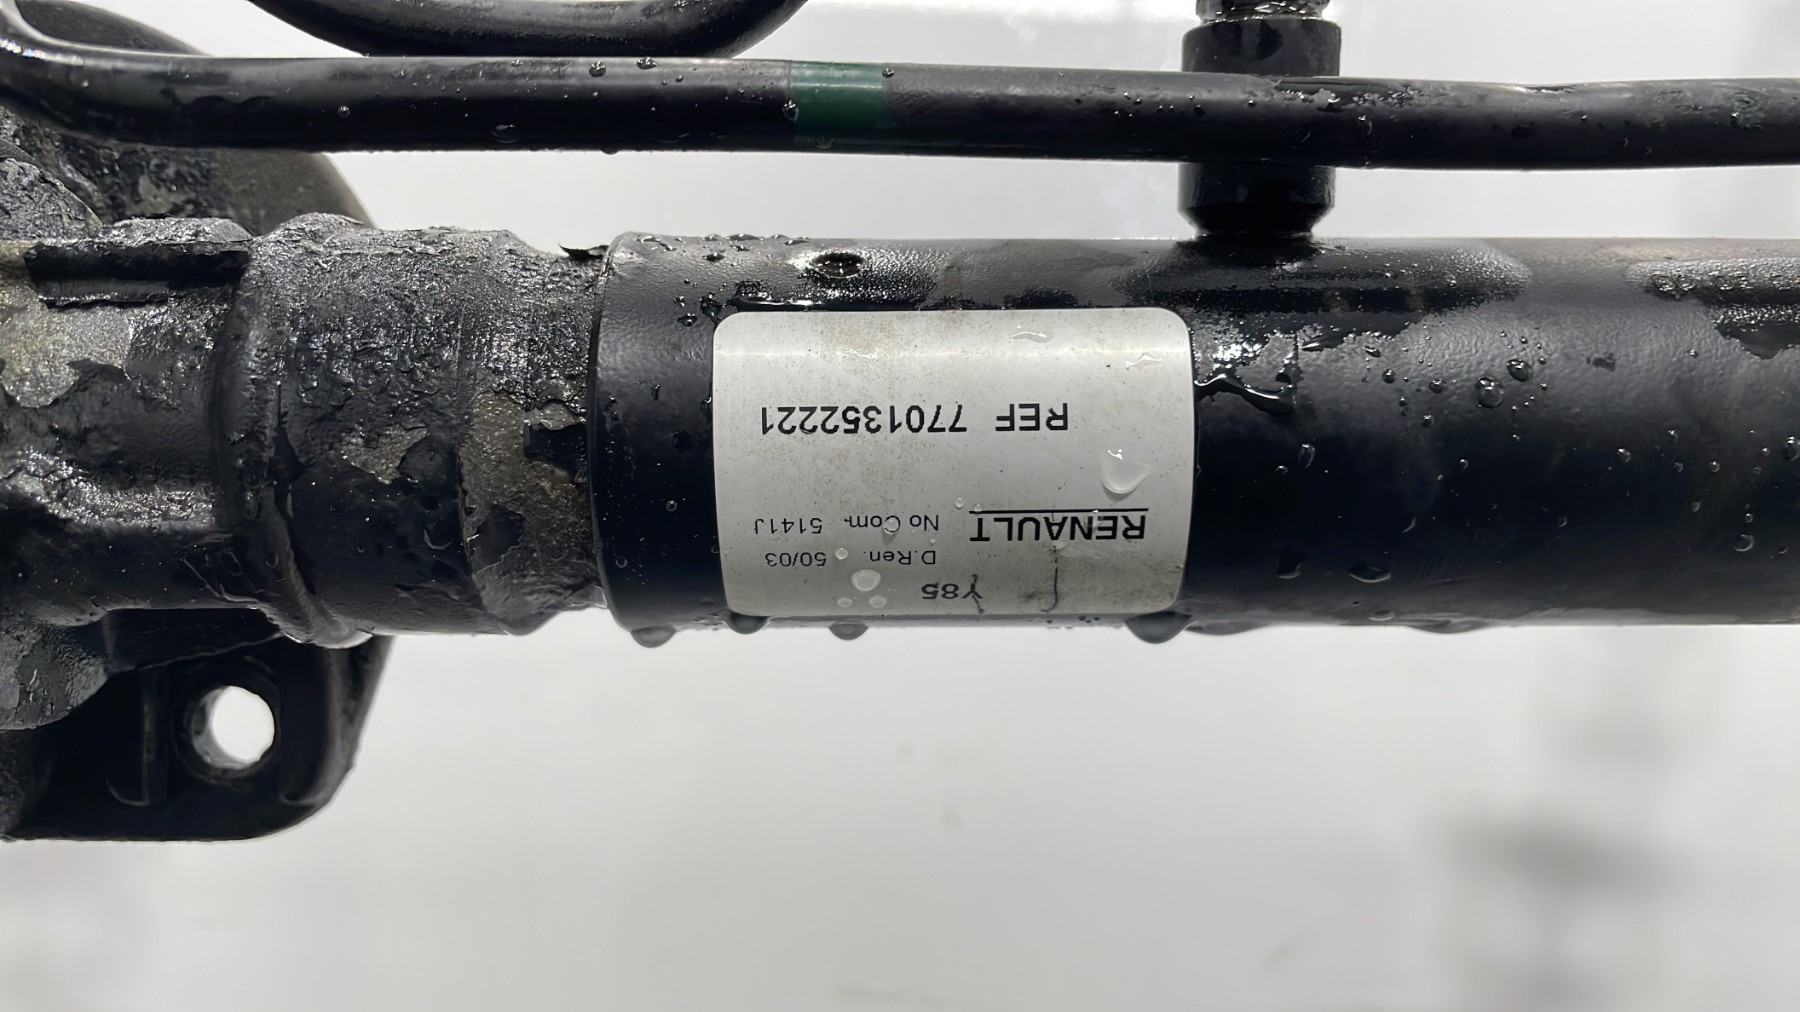 Y85
D.Ren. 50/03
RENAULT No Com. 5141J
REF 7701352221